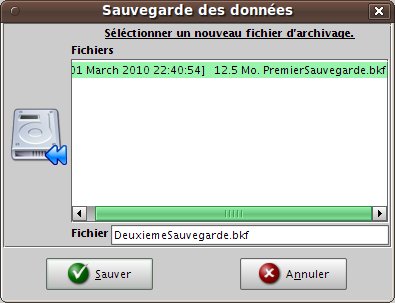 Sauvegarde des données
Séléctionner un nouveau fichier d'archivage.
Fichiers
01 March 2010 22:40:54] 12.5 Mo. PremierSauvegarde.bkf
Fichier DeuxiemeSauvegarde.bkf
Sauver Annuler